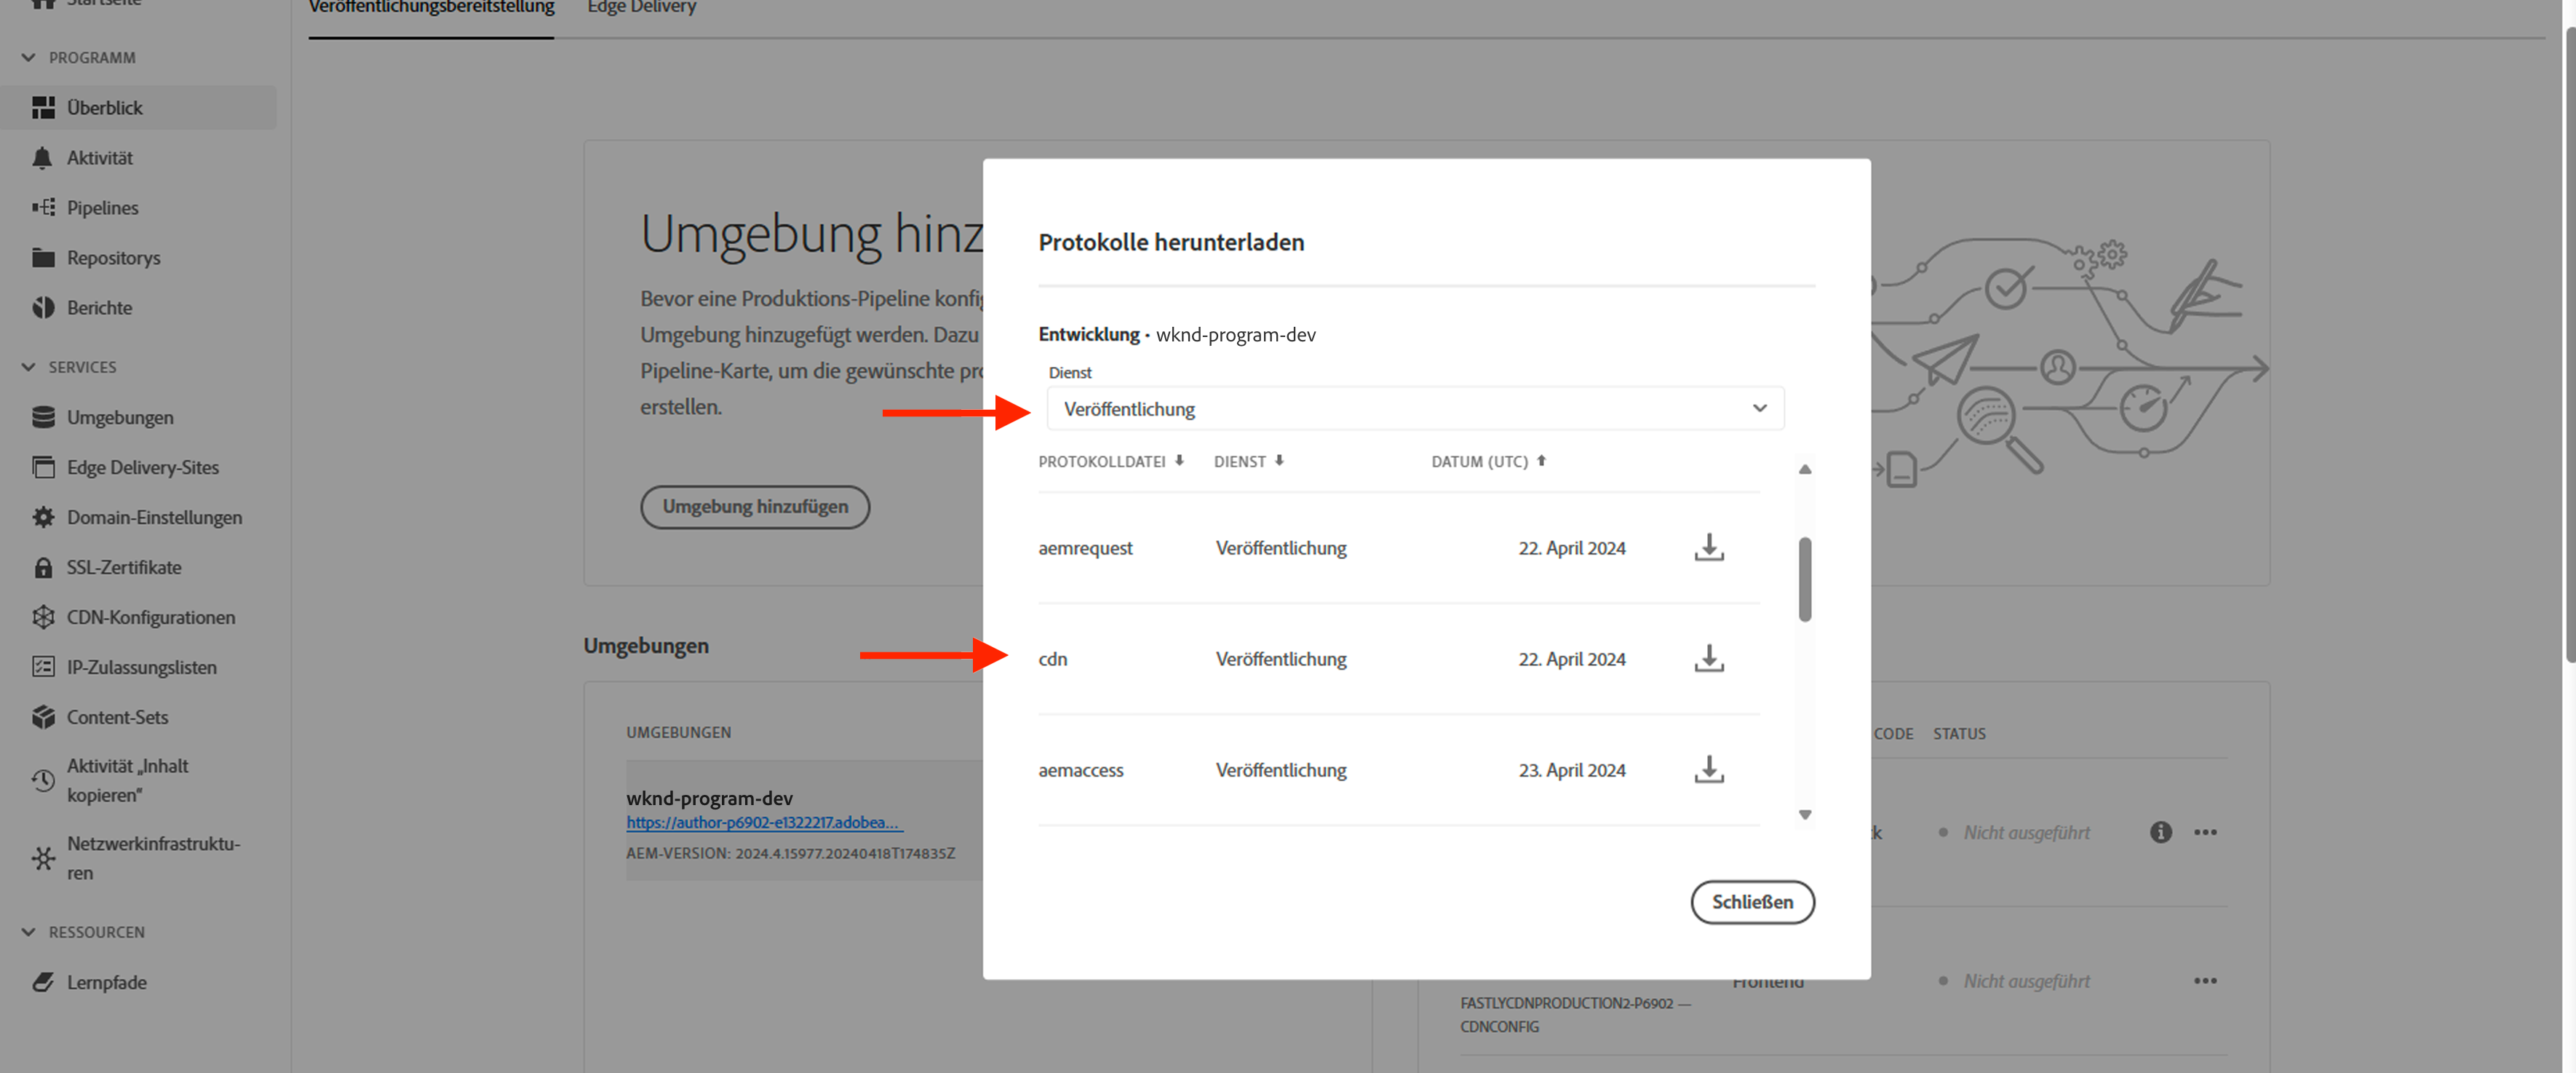 Startseite
PROGRAMM
Überblick
Aktivität
Pipelines
Repositorys
Berichte
SERVICES
Umgebungen
Edge Delivery-Sites
Domain-Einstellungen
SSL-Zertifikate
CDN-Konfigurationen
IP-Zulassungslisten
Content-Sets
Aktivität „Inhalt
kopieren“
Netzwerkinfrastruktu-
ren
RESSOURCEN
Lernpfade
Veröffentlichungsbereitstellung Edge Delivery
Umgebung hinz
Bevor eine Produktions-Pipeline konfig
Umgebung hinzugefügt werden. Dazu
Pipeline-Karte, um die gewünschte pro
erstellen.
Umgebung hinzufügen
Umgebungen
UMGEBUNGEN
wknd-program-dev
https://author-p6902-e1322217.adobea...
AEM-VERSION: 2024.4.15977.20240418T174835Z
Protokolle herunterladen
Entwicklung · wknd-program-dev
Dienst
Veröffentlichung
PROTOKOLLDATEI DIENST DATUM (UTC)
aemrequest Veröffentlichung 22. April 2024
cdn Veröffentlichung 22. April 2024
aemaccess Veröffentlichung 23. April 2024
Schließen
CODE STATUS
k Nicht ausgeführt
Frontend Nicht ausgeführt
FASTLYCDNPRODUCTION2-P6902 —
CDNCONFIG